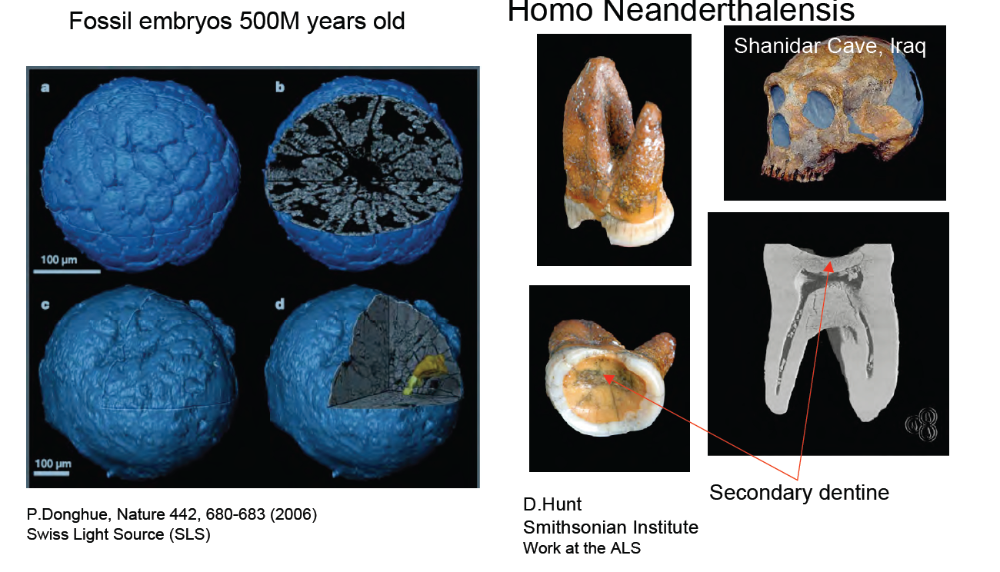 Fossil embryos 500M years old
a
b
100 µm
c
d
100 µm
P.Donghue, Nature 442, 680-683 (2006)
Swiss Light Source (SLS)
Homo Neanderthalensis
Shanidar Cave, Iraq
Secondary dentine
D.Hunt
Smithsonian Institute
Work at the ALS